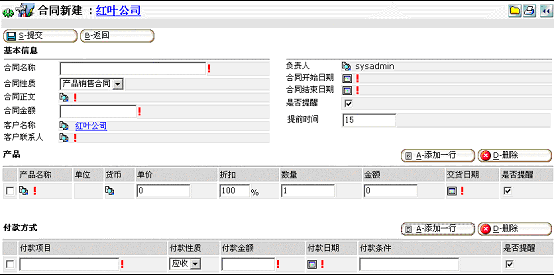 合同新建 : 红叶公司
S-提交 B-返回
基本信息
合同名称 !
合同性质 产品销售合同
合同正文 !
合同金额 !
客户名称 红叶公司
客户联系人 !
负责人 sysadmin
合同开始日期 !
合同结束日期 !
是否提醒
提前时间 15
产品 A-添加一行 D-删除
产品名称 单位 货币 单价 折扣 数量 金额 交货日期 是否提醒
! 0 100 % 1 0 !
付款方式 A-添加一行 D-删除
付款项目 付款性质 付款金额 付款日期 付款条件 是否提醒
! 应收 ! !